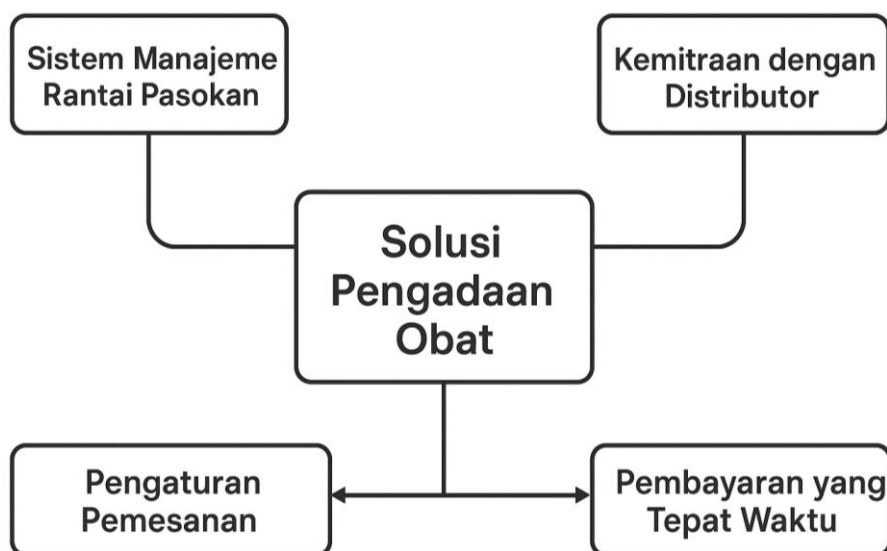 Sistem Manajeme
Rantai Pasokan
Kemitraan dengan
Distributor
Solusi
Pengadaan
Obat
Pengaturan
Pemesanan
Pembayaran yang
Tepat Waktu